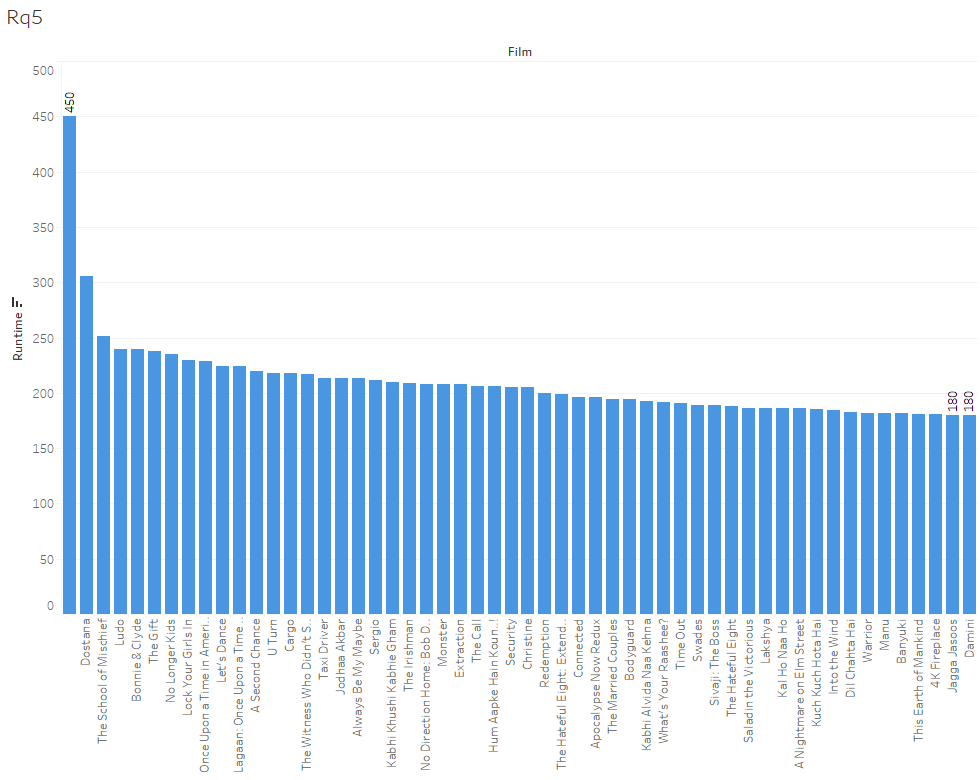 Rq5
Film
500
450
400
350
300
250
200
150
100
50
0
Runtime
450
180
180
Dostana
The School of Mischief
Ludo
Bonnie & Clyde
The Gift
No Longer Kids
Lock Your Girls In
Once Upon a Time in Ameri..
Let's Dance
Lagaan: Once Upon a Time ..
A Second Chance
U Turn
Cargo
The Witness Who Didn't S..
Taxi Driver
Jodhaa Akbar
Always Be My Maybe
Sergio
Kabhi Khushi Kabhie Gham
The Irishman
No Direction Home: Bob D..
Monster
Extraction
The Call
Hum Aapke Hain Koun..!
Security
Christine
Redemption
The Hateful Eight: Extend..
Connected
Apocalypse Now Redux
The Married Couples
Bodyguard
Kabhi Alvida Naa Kehna
What's Your Raashee?
Time Out
Swades
Sivaji: The Boss
The Hateful Eight
Saladin the Victorious
Lakshya
Kal Ho Naa Ho
A Nightmare on Elm Street
Kuch Kuch Hota Hai
Into the Wind
Dil Chahta Hai
Warrior
Manu
Banyuki
This Earth of Mankind
4K Fireplace
Jagga Jasoos
Damini